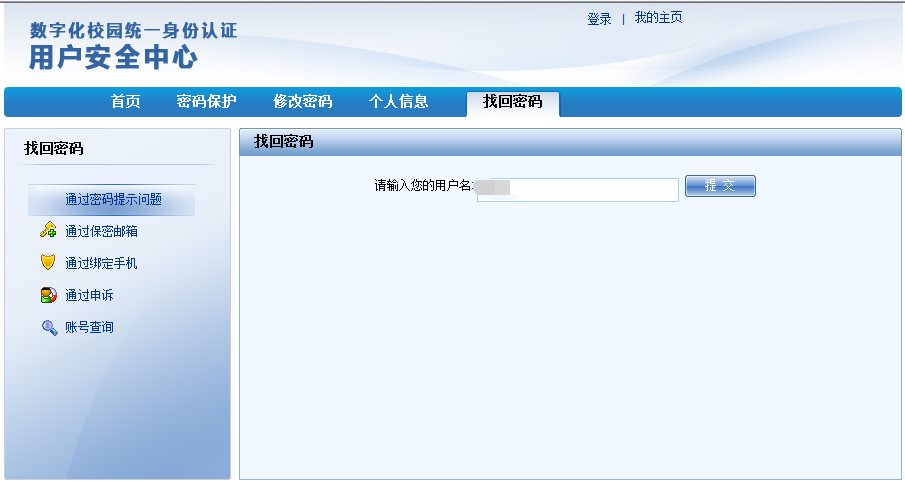 登录 | 我的主页
数字化校园统一身份认证
用户安全中心
首页 密码保护 修改密码 个人信息 找回密码
找回密码
通过密码提示问题
通过保密邮箱
通过绑定手机
通过申诉
账号查询
找回密码
请输入您的用户名:
提 交